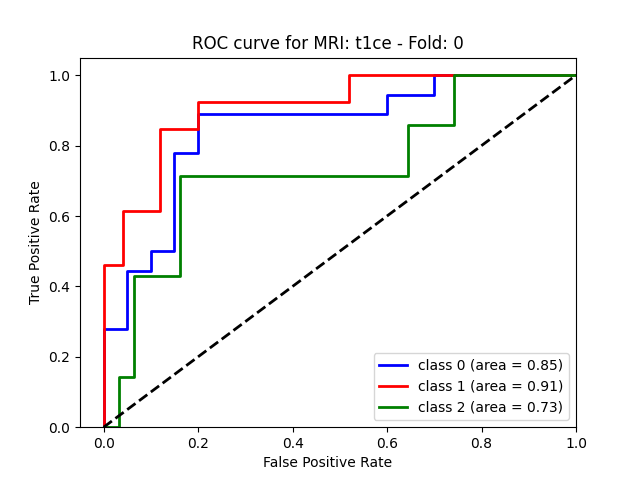 ROC curve for MRI: t1ce - Fold: 0
1.0
0.8
0.6
0.4
0.2
0.0
True Positive Rate
class 0 (area = 0.85)
class 1 (area = 0.91)
class 2 (area = 0.73)
0.0 0.2 0.4 0.6 0.8 1.0
False Positive Rate